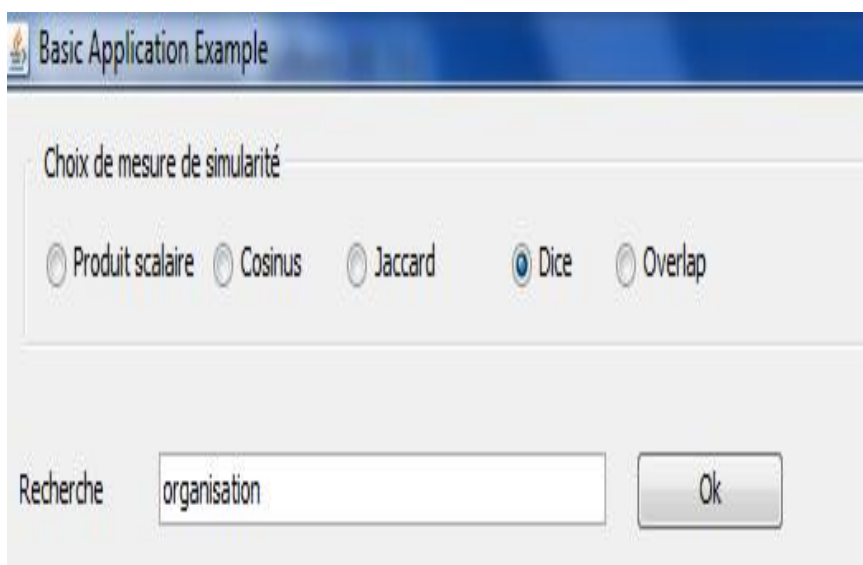 Basic Application Example
Choix de mesure de simularité
Produit scalaire Cosinus Jaccard Dice Overlap
Recherche organisation Ok